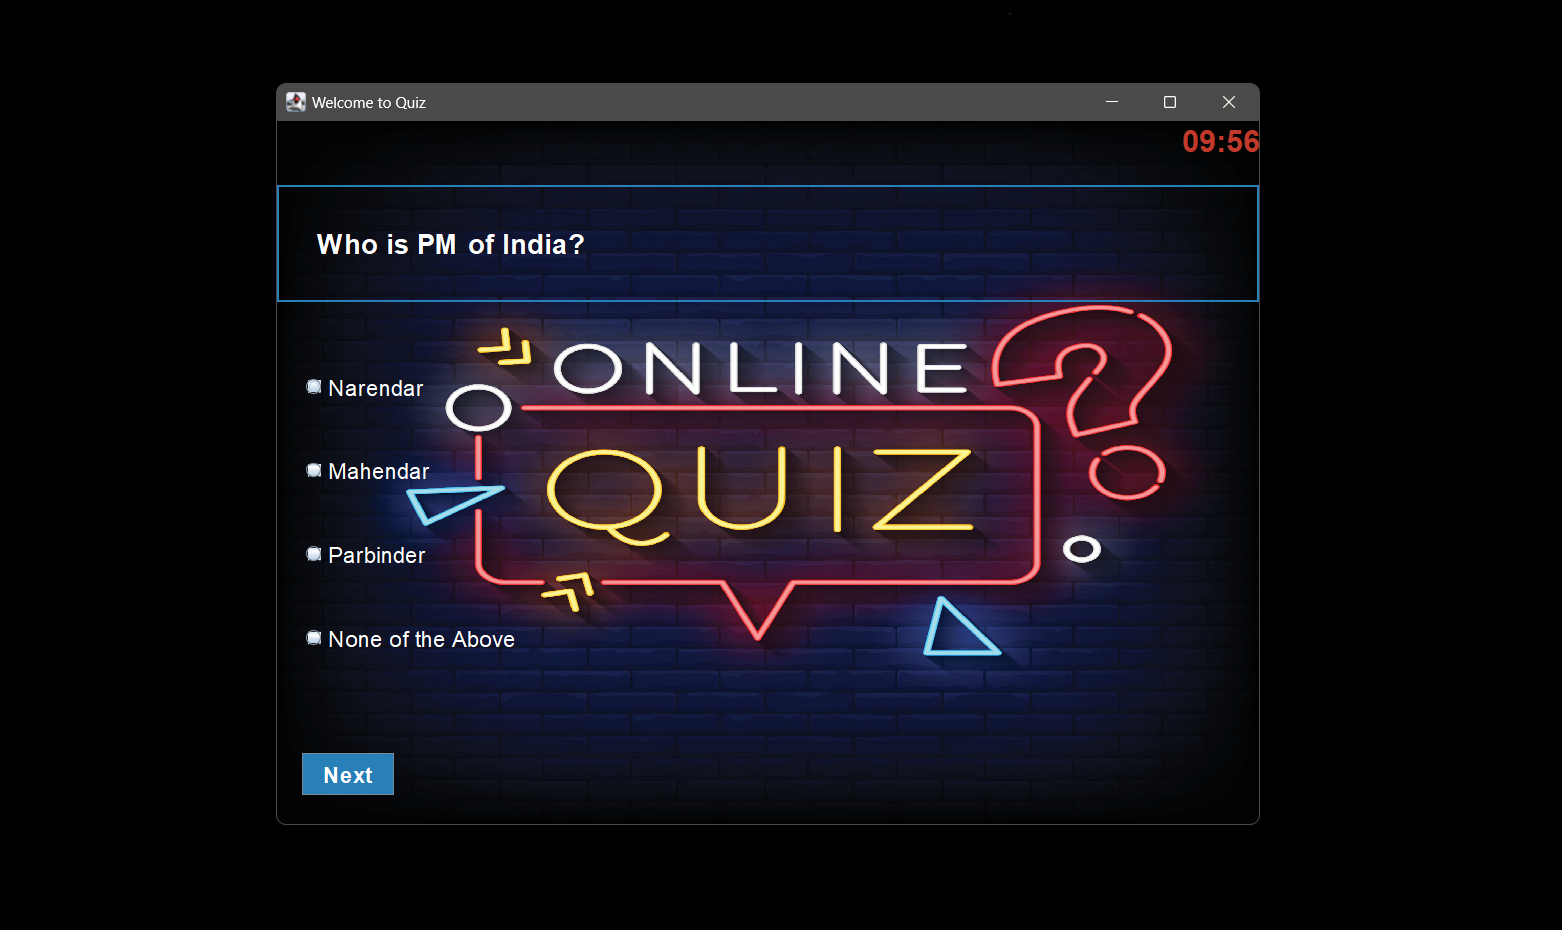 Welcome to Quiz
09:56
Who is PM of India?
ONLINE
QUIZ
Narendar
Mahendar
Parbinder
None of the Above
Next